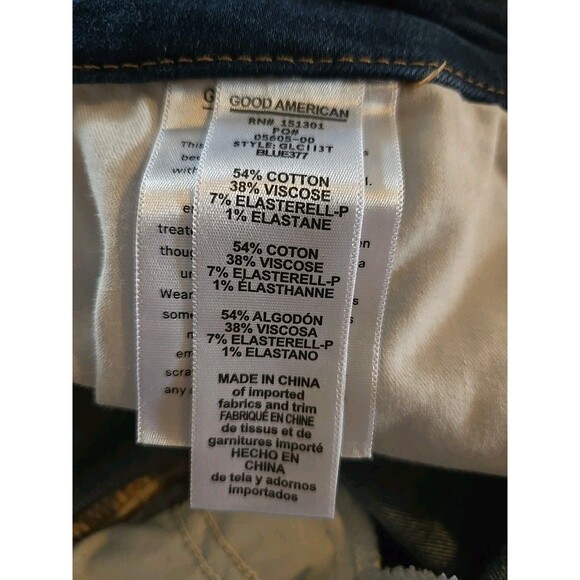 GOOD AMERICAN
RN# 151301
PO#
05605-00
STYLE: GLC113T
BLUE377
54% COTTON
38% VISCOSE
7% ELASTERELL-P
1% ELASTANE
54% COTON
38% VISCOSE
7% ELASTERELL-P
1% ÉLASTHANNE
54% ALGODÓN
38% VISCOSA
7% ELASTERELL-P
1% ELASTANO
MADE IN CHINA
of imported
fabrics and trim
FABRIQUÉ EN CHINE
de tissus et de
garnitures importé
HECHO EN
CHINA
de tela y adornos
importados